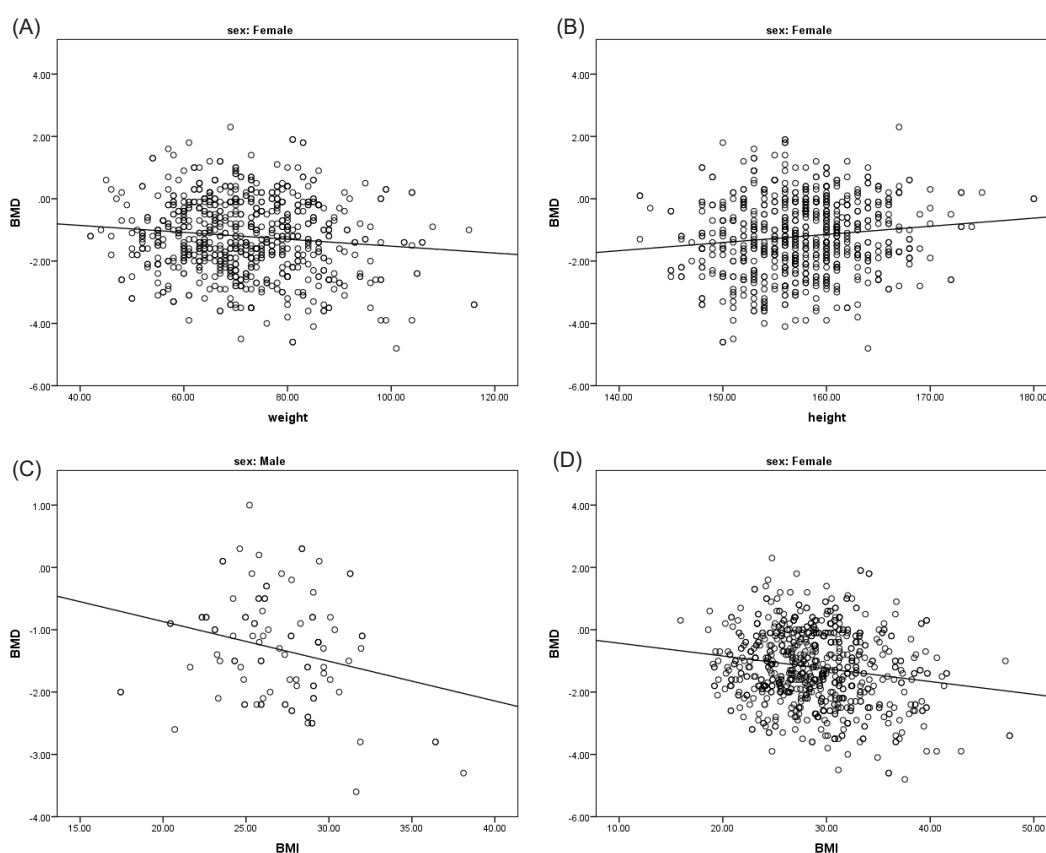 (A)
sex: Female
4.00
2.00
.00
-2.00
-4.00
-6.00
BMD
40.00 60.00 80.00 100.00 120.00
weight
(B)
sex: Female
4.00
2.00
.00
-2.00
-4.00
-6.00
BMD
140.00 150.00 160.00 170.00 180.00
height
(C)
sex: Male
1.00
.00
-1.00
-2.00
-3.00
-4.00
BMD
15.00 20.00 25.00 30.00 35.00 40.00
BMI
(D)
sex: Female
4.00
2.00
.00
-2.00
-4.00
-6.00
BMD
10.00 20.00 30.00 40.00 50.00
BMI